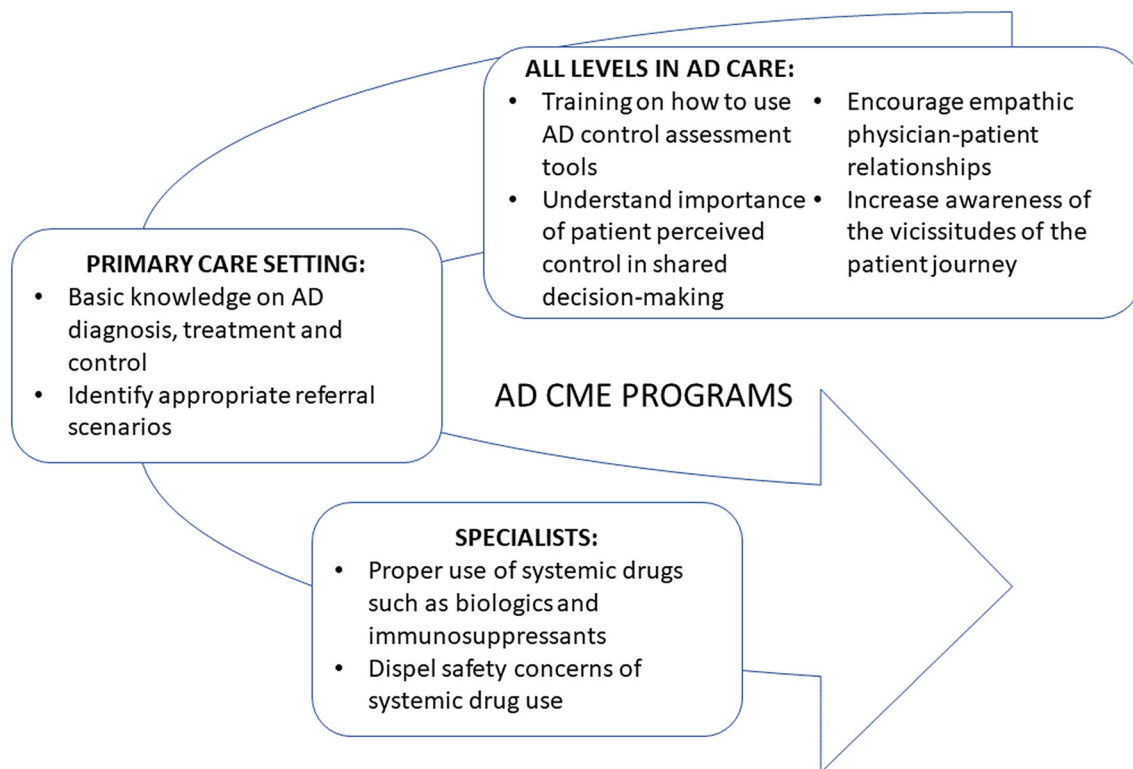 ALL LEVELS IN AD CARE:
• Training on how to use
AD control assessment
tools
• Understand importance
of patient perceived
control in shared
decision-making
• Encourage empathic
physician-patient
relationships
• Increase awareness of
the vicissitudes of the
patient journey
PRIMARY CARE SETTING:
• Basic knowledge on AD
diagnosis, treatment and
control
• Identify appropriate referral
scenarios
AD CME PROGRAMS
SPECIALISTS:
• Proper use of systemic drugs
such as biologics and
immunosuppressants
• Dispel safety concerns of
systemic drug use